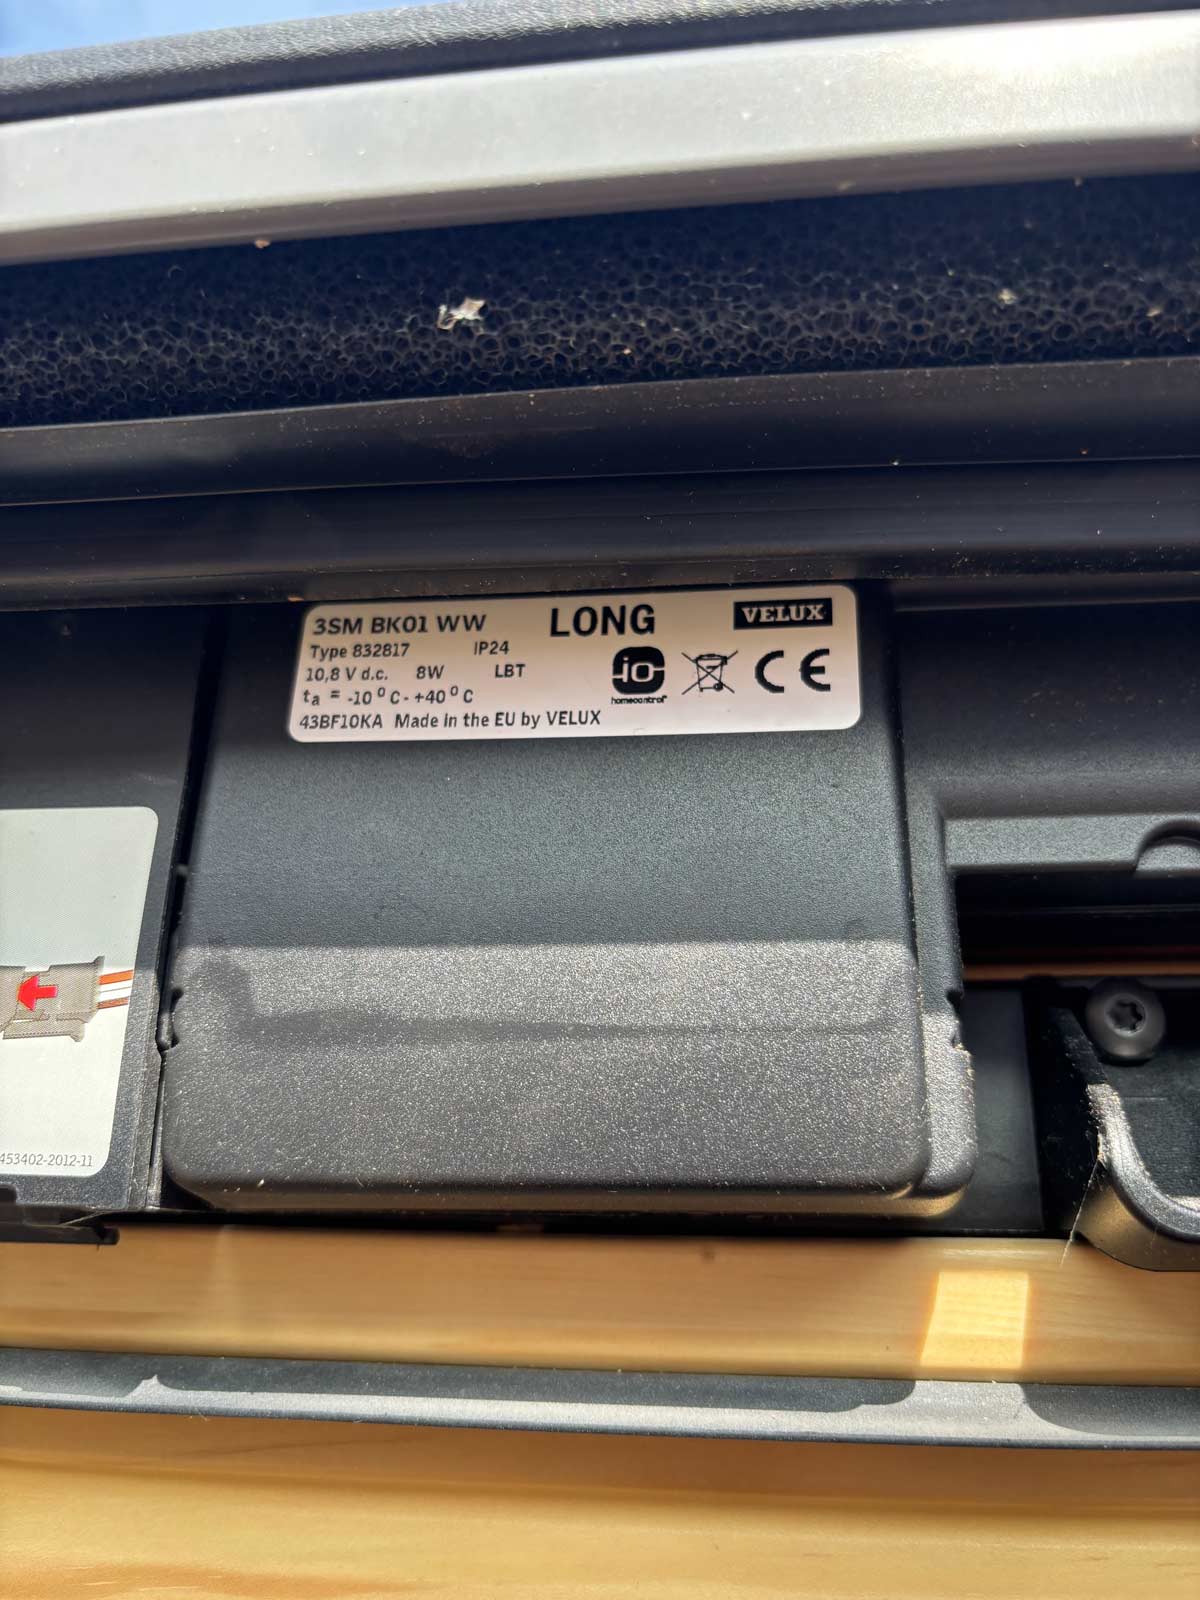 3SM BK01 WW LONG VELUX
Type 832817 IP24
10,8 V d.c. 8W LBT
ta = -10°C - +40°C
io homecontrol®
CE
43BF10KA Made in the EU by VELUX
453402-2012-11